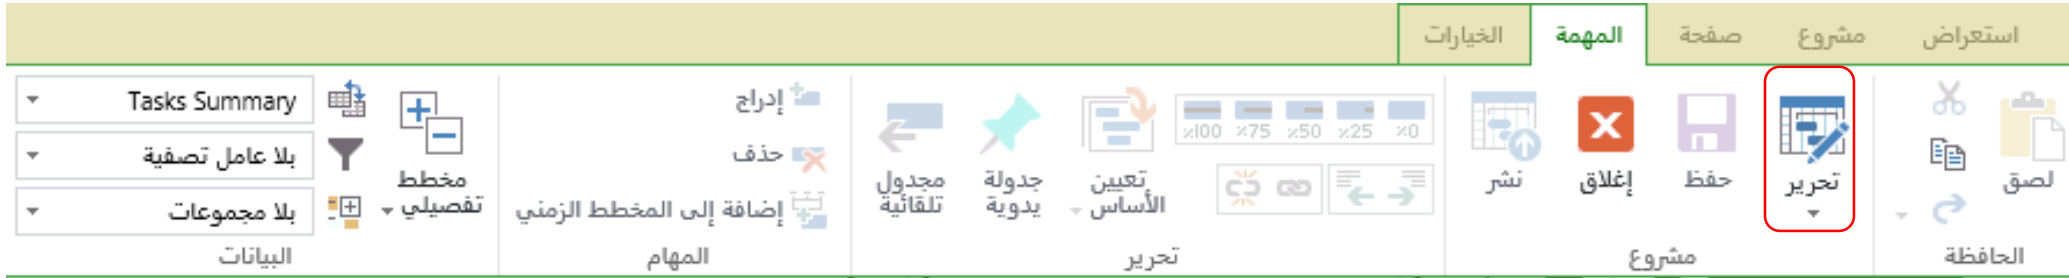 استعراض
مشروع
صفحة
المهمة
الخيارات
لصق
الحافظة
تحرير
حفظ
إغلاق
نشر
مشروع
%0
%25
%50
%75
%100
تعيين
الأساس
جدولة
يدوية
مجدول
تلقائية
تحرير
إدراج
حذف
إضافة إلى المخطط الزمني
المهام
مخطط
تفصيلي
Tasks Summary
بلا عامل تصفية
بلا مجموعات
البيانات